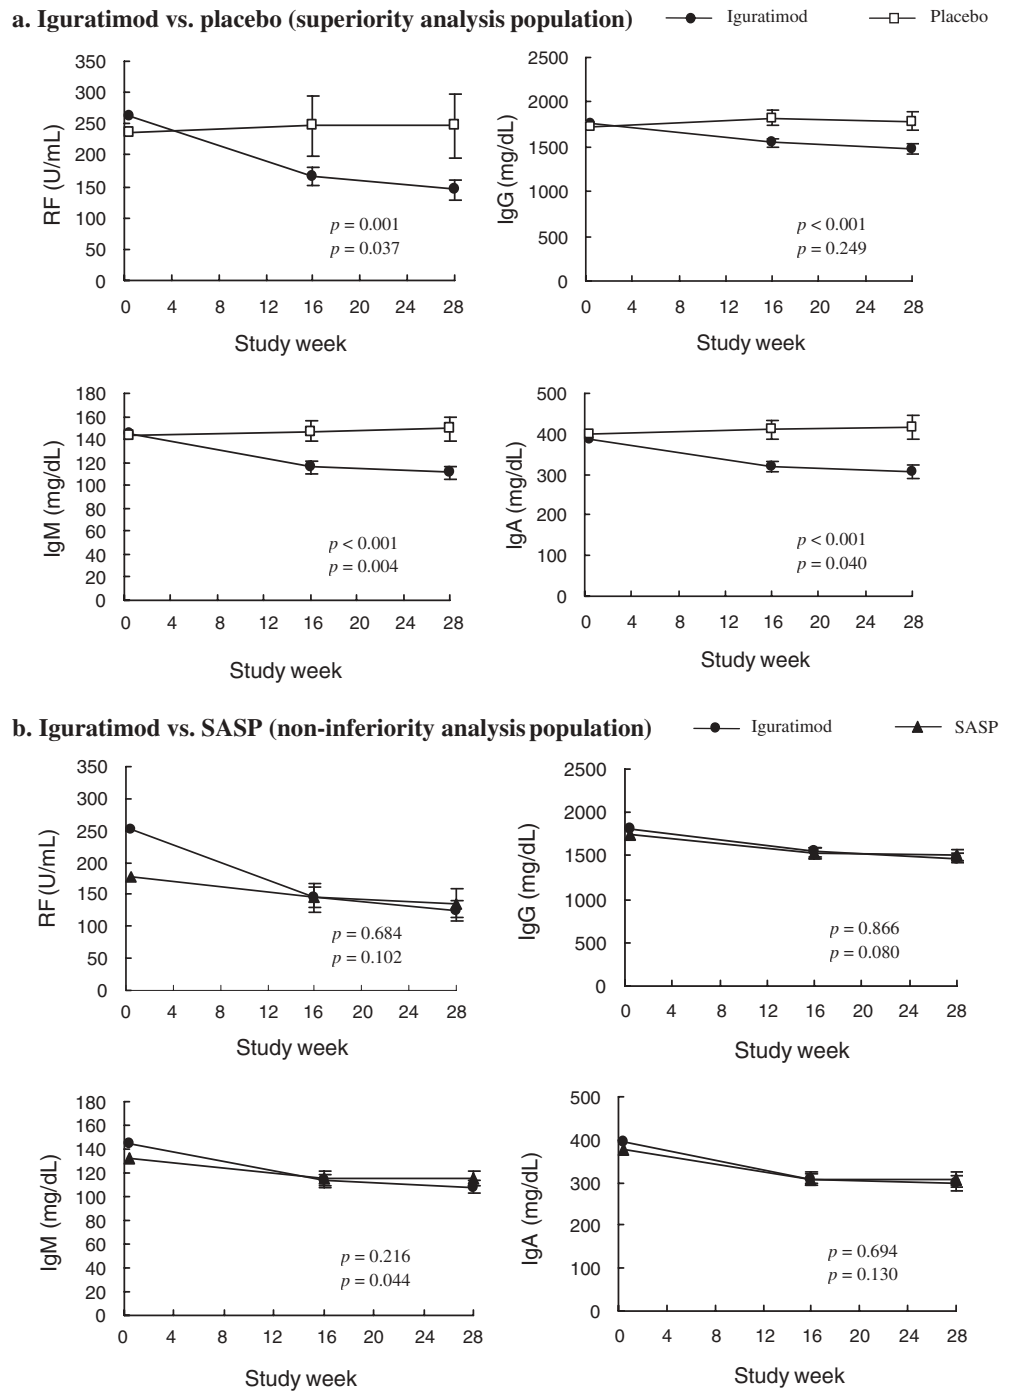 a. Iguratimod vs. placebo (superiority analysis population)
Iguratimod
Placebo
350
300
250
200
150
100
50
0
RF (U/mL)
p = 0.001
p = 0.037
0 4 8 12 16 20 24 28
Study week
2500
2000
1500
1000
500
0
IgG (mg/dL)
p < 0.001
p = 0.249
0 4 8 12 16 20 24 28
Study week
180
160
140
120
100
80
60
40
20
0
IgM (mg/dL)
p < 0.001
p = 0.004
0 4 8 12 16 20 24 28
Study week
500
400
300
200
100
0
IgA (mg/dL)
p < 0.001
p = 0.040
0 4 8 12 16 20 24 28
Study week
b. Iguratimod vs. SASP (non-inferiority analysis population)
Iguratimod
SASP
350
300
250
200
150
100
50
0
RF(U/mL)
p = 0.684
p = 0.102
0 4 8 12 16 20 24 28
Study week
2500
2000
1500
1000
500
0
IgG (mg/dL)
p = 0.866
p = 0.080
0 4 8 12 16 20 24 28
Study week
180
160
140
120
100
80
60
40
20
0
IgM (mg/dL)
p = 0.216
p = 0.044
0 4 8 12 16 20 24 28
Study week
500
400
300
200
100
0
IgA (mg/dL)
p = 0.694
p = 0.130
0 4 8 12 16 20 24 28
Study week